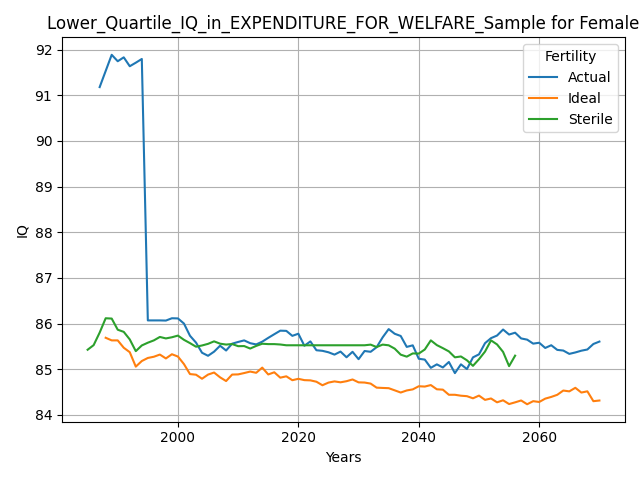 Lower_Quartile_IQ_in_EXPENDITURE_FOR_WELFARE_Sample for Female
Fertility
Actual
Ideal
Sterile
92
91
90
89
88
87
86
85
84
IQ
2000
2020
2040
2060
Years